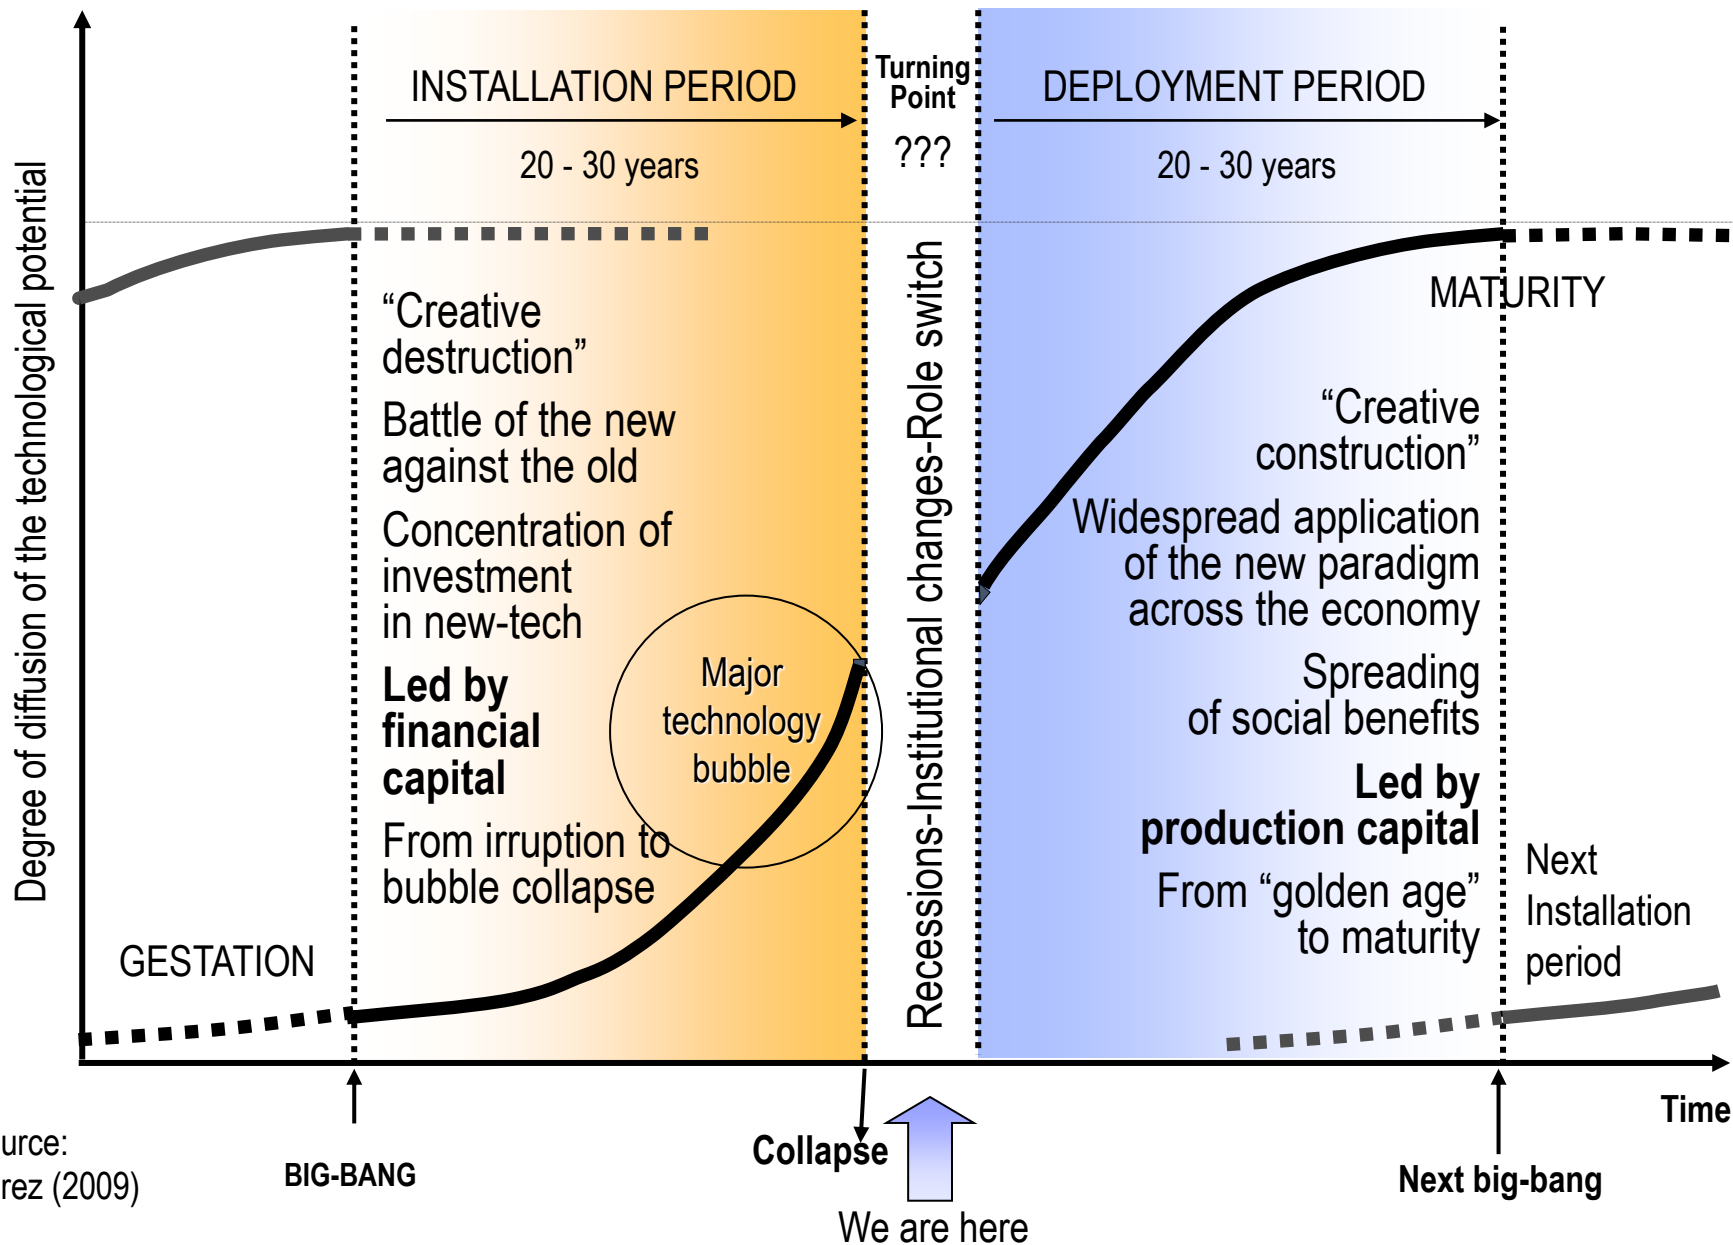 INSTALLATION PERIOD
20 - 30 years
Turning
Point
???
DEPLOYMENT PERIOD
20 - 30 years
Degree of diffusion of the technological potential
“Creative
destruction”
Battle of the new
against the old
Concentration of
investment
in new-tech
Led by
financial
capital
From irruption to
bubble collapse
Major
technology
bubble
Recessions-Institutional changes-Role switch
MATURITY
“Creative
construction”
Widespread application
of the new paradigm
across the economy
Spreading
of social benefits
Led by
production capital
From “golden age”
to maturity
Next
Installation
period
GESTATION
Time
urce:
rez (2009)
BIG-BANG
Collapse
We are here
Next big-bang